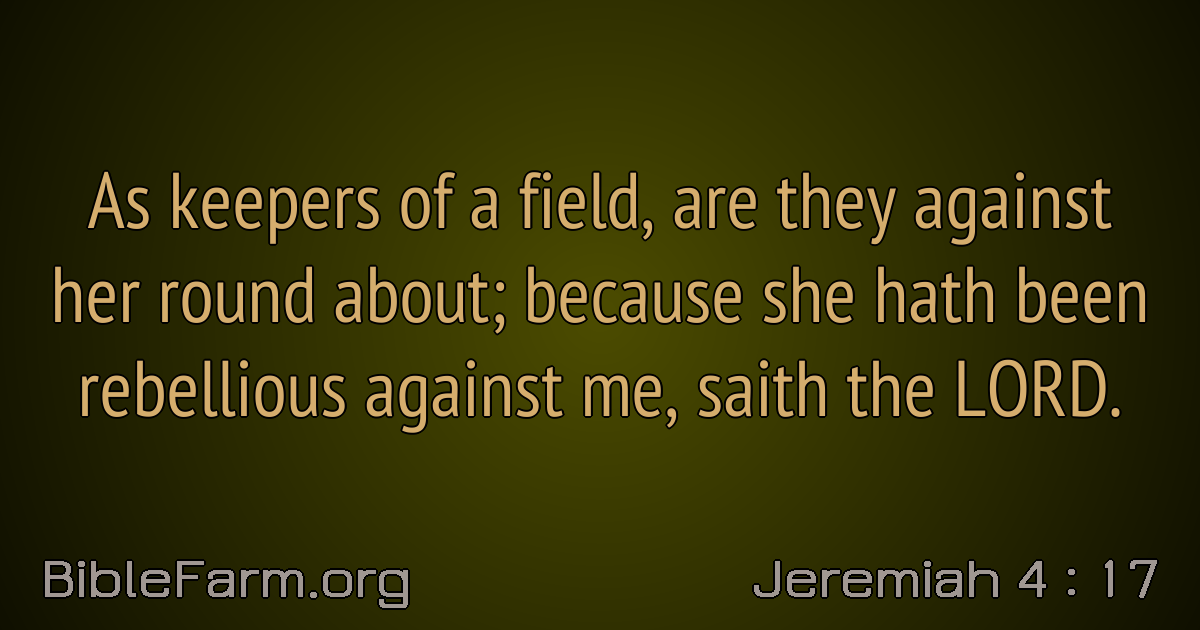 As keepers of a field, are they against
her round about; because she hath been
rebellious against me, saith the LORD.
BibleFarm.org
Jeremiah 4 : 17